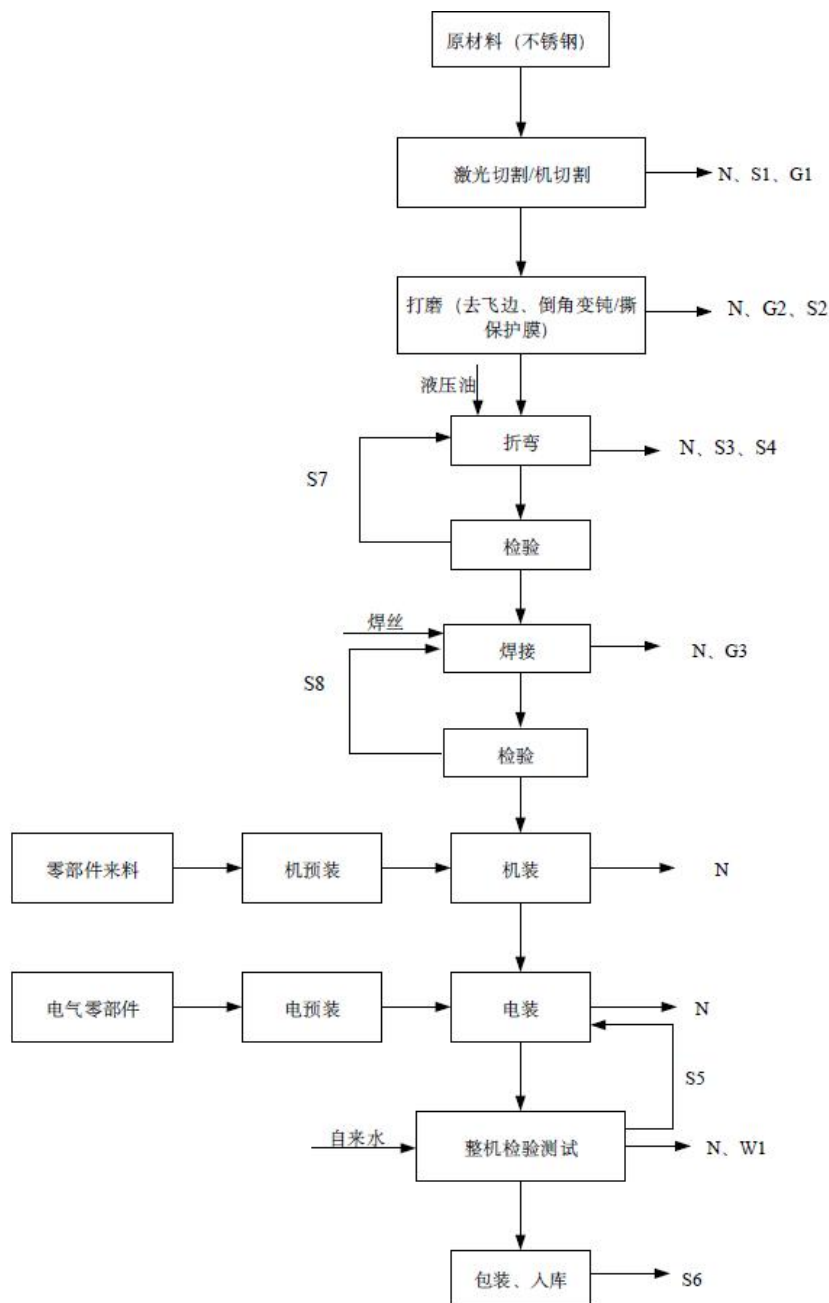 原材料（不锈钢）
激光切割/机切割
N、S1、G1
打磨（去飞边、倒角变钝/撕
保护膜）
N、G2、S2
液压油
折弯
N、S3、S4
S7
检验
焊丝
焊接
N、G3
S8
检验
零部件来料
机预装
机装
N
电气零部件
电预装
电装
N
S5
自来水
整机检验测试
N、W1
包装、入库
S6